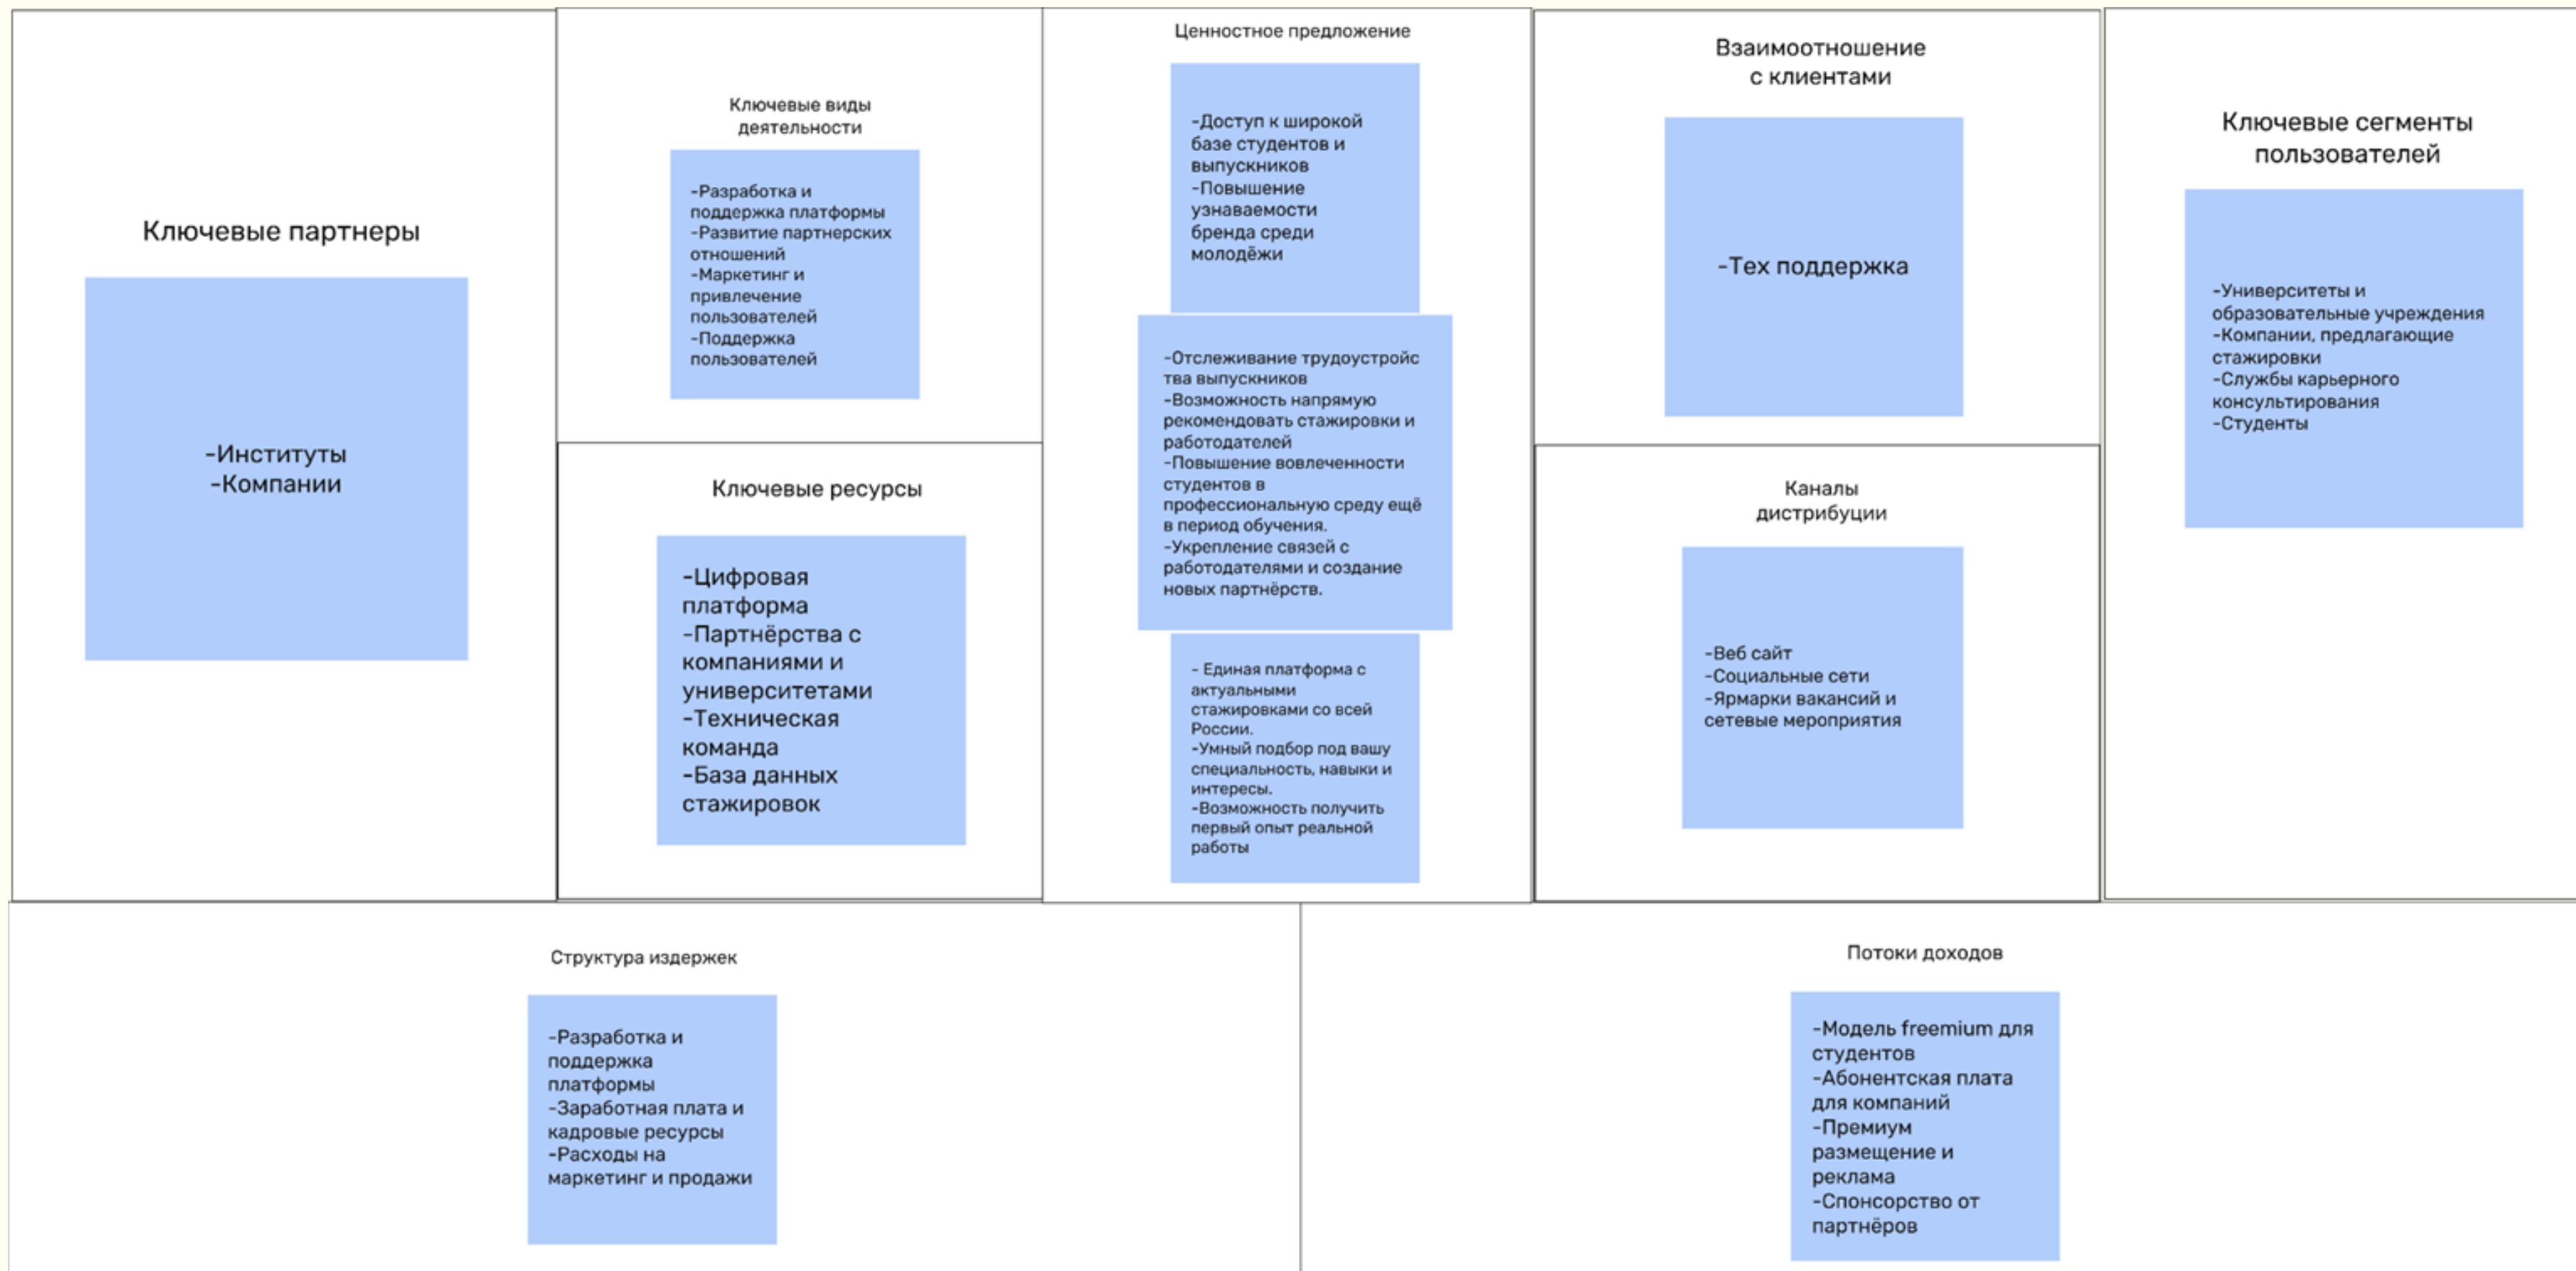 Ключевые партнеры
-Институты
-Компании
Ключевые виды
деятельности
-Разработка и
поддержка платформы
-Развитие партнерских
отношений
-Маркетинг и
привлечение
пользователей
-Поддержка
пользователей
Ключевые ресурсы
-Цифровая
платформа
-Партнёрства с
компаниями и
университетами
-Техническая
команда
-База данных
стажировок
Ценностное предложение
-Доступ к широкой
базе студентов и
выпускников
-Повышение
узнаваемости
бренда среди
молодёжи
-Отслеживание трудоустройс
тва выпускников
-Возможность напрямую
рекомендовать стажировки и
работодателей
-Повышение вовлеченности
студентов в
профессиональную среду ещё
в период обучения.
-Укрепление связей с
работодателями и создание
новых партнёрств.
- Единая платформа с
актуальными
стажировками со всей
России.
-Умный подбор под вашу
специальность, навыки и
интересы.
-Возможность получить
первый опыт реальной
работы
Взаимоотношение
с клиентами
-Тех поддержка
Каналы
дистрибуции
-Веб сайт
-Социальные сети
-Ярмарки вакансий и
сетевые мероприятия
Ключевые сегменты
пользователей
-Университеты и
образовательные учреждения
-Компании, предлагающие
стажировки
-Службы карьерного
консультирования
-Студенты
Структура издержек
-Разработка и
поддержка
платформы
-Заработная плата и
кадровые ресурсы
-Расходы на
маркетинг и продажи
Потоки доходов
-Модель freemium для
студентов
-Абонентская плата
для компаний
-Премиум
размещение и
реклама
-Спонсорство от
партнёров